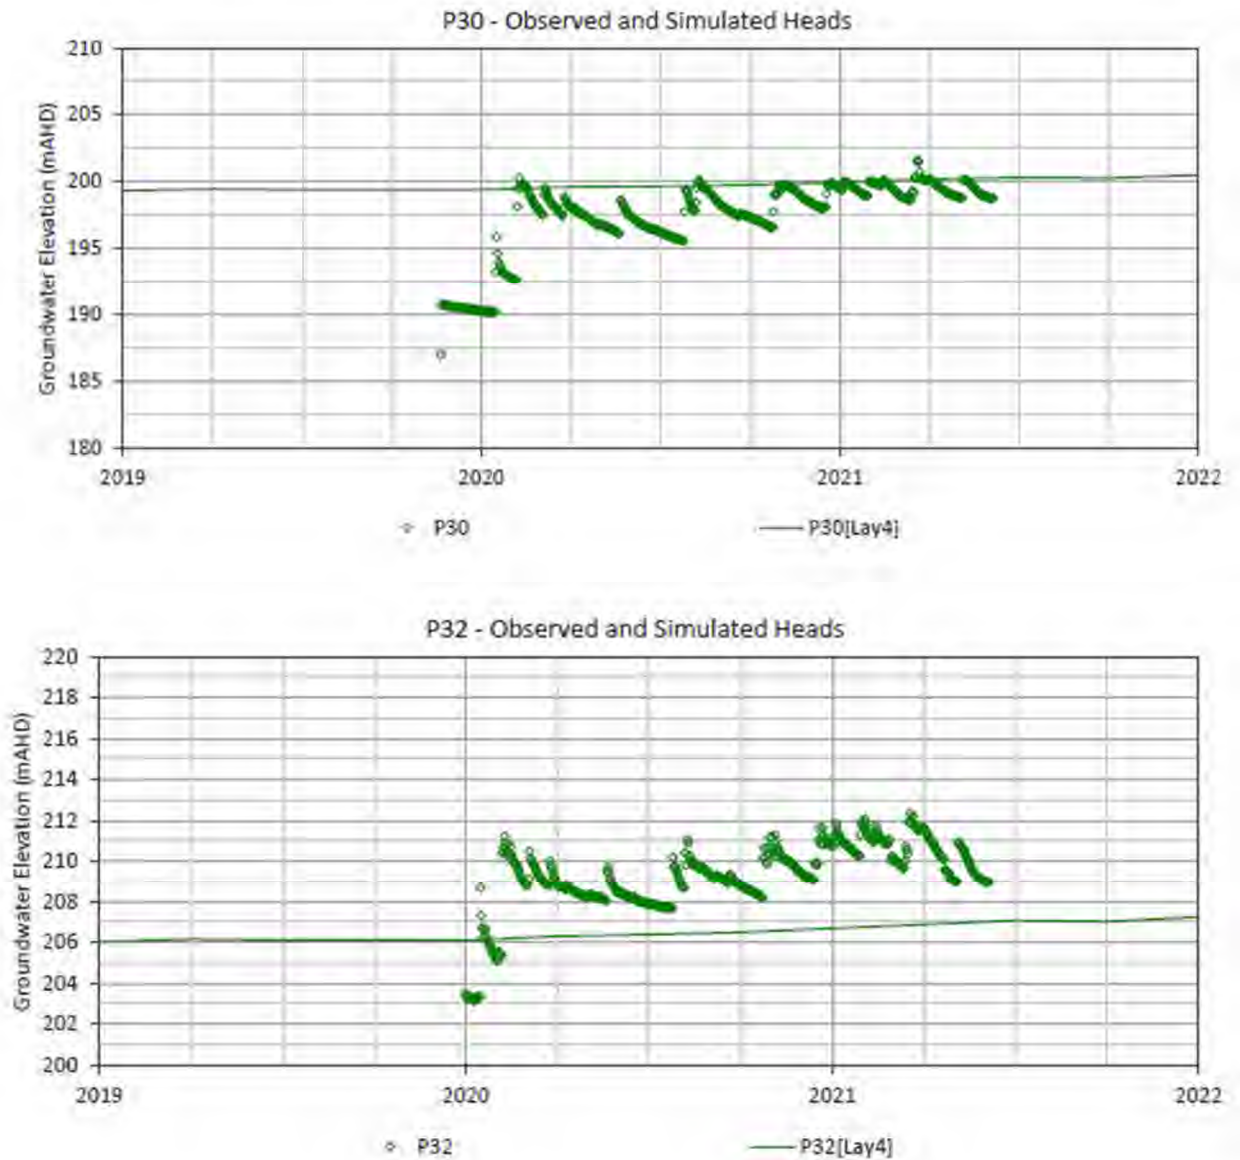 P30 - Observed and Simulated Heads
210
205
200
195
190
185
180
Groundwater Elevation (mAHD)
2019 2020 2021 2022
P30 P30[Lay4]
P32 - Observed and Simulated Heads
220
218
216
214
212
210
208
206
204
202
200
Groundwater Elevation (mAHD)
2019 2020 2021 2022
P32 P32[Lay4]